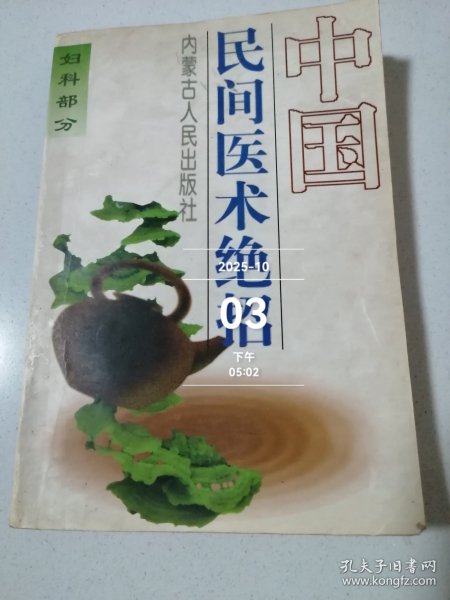 中国
民间医术绝招
内蒙古人民出版社
妇科部分
2025-10
03
下午
05:02
孔夫子旧书网
www.kongfz.com